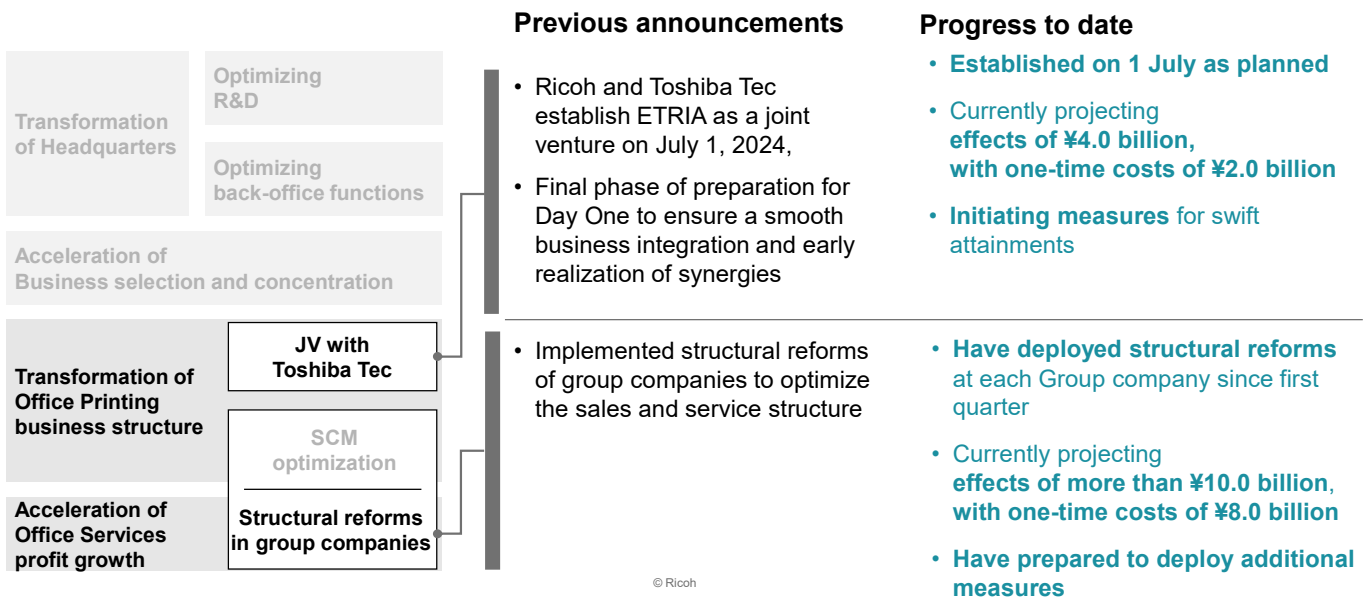 Previous announcements
Progress to date
Transformation
of Headquarters
Optimizing
R&D
Optimizing
back-office functions
Acceleration of
Business selection and concentration
Transformation of
Office Printing
business structure
JV with
Toshiba Tec
SCM
optimization
Acceleration of
Office Services
profit growth
Structural reforms
in group companies
• Ricoh and Toshiba Tec
establish ETRIA as a joint
venture on July 1, 2024,
• Final phase of preparation for
Day One to ensure a smooth
business integration and early
realization of synergies
• Established on 1 July as planned
• Currently projecting
effects of ¥4.0 billion,
with one-time costs of ¥2.0 billion
• Initiating measures for swift
attainments
• Implemented structural reforms
of group companies to optimize
the sales and service structure
• Have deployed structural reforms
at each Group company since first
quarter
• Currently projecting
effects of more than ¥10.0 billion,
with one-time costs of ¥8.0 billion
• Have prepared to deploy additional
measures
© Ricoh